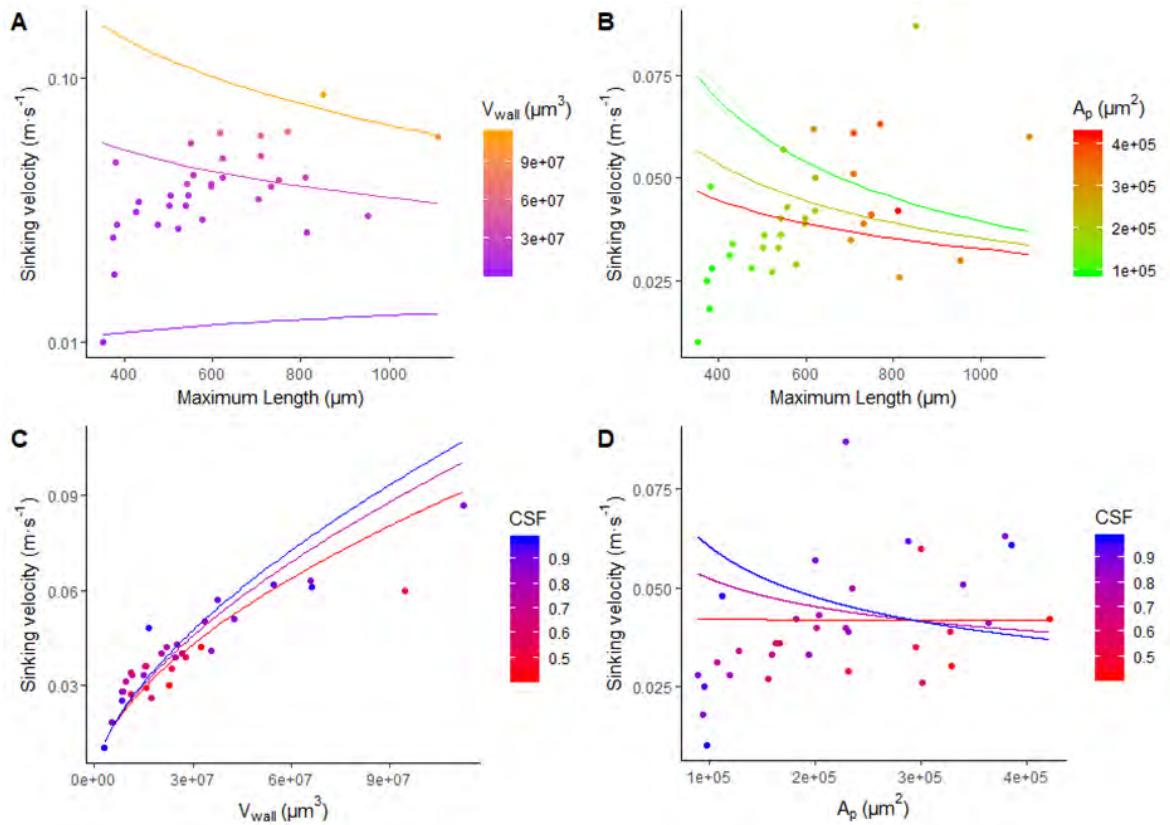 A
Sinking velocity (m·s⁻¹)
0.10
0.01
400 600 800 1000
Maximum Length (µm)
V_wall (µm³)
9e+07
6e+07
3e+07
B
Sinking velocity (m·s⁻¹)
0.075
0.050
0.025
400 600 800 1000
Maximum Length (µm)
A_p (µm²)
4e+05
3e+05
2e+05
1e+05
C
Sinking velocity (m·s⁻¹)
0.09
0.06
0.03
0e+00 3e+07 6e+07 9e+07
V_wall (µm³)
CSF
0.9
0.8
0.7
0.6
0.5
D
Sinking velocity (m·s⁻¹)
0.075
0.050
0.025
1e+05 2e+05 3e+05 4e+05
A_p (µm²)
CSF
0.9
0.8
0.7
0.6
0.5